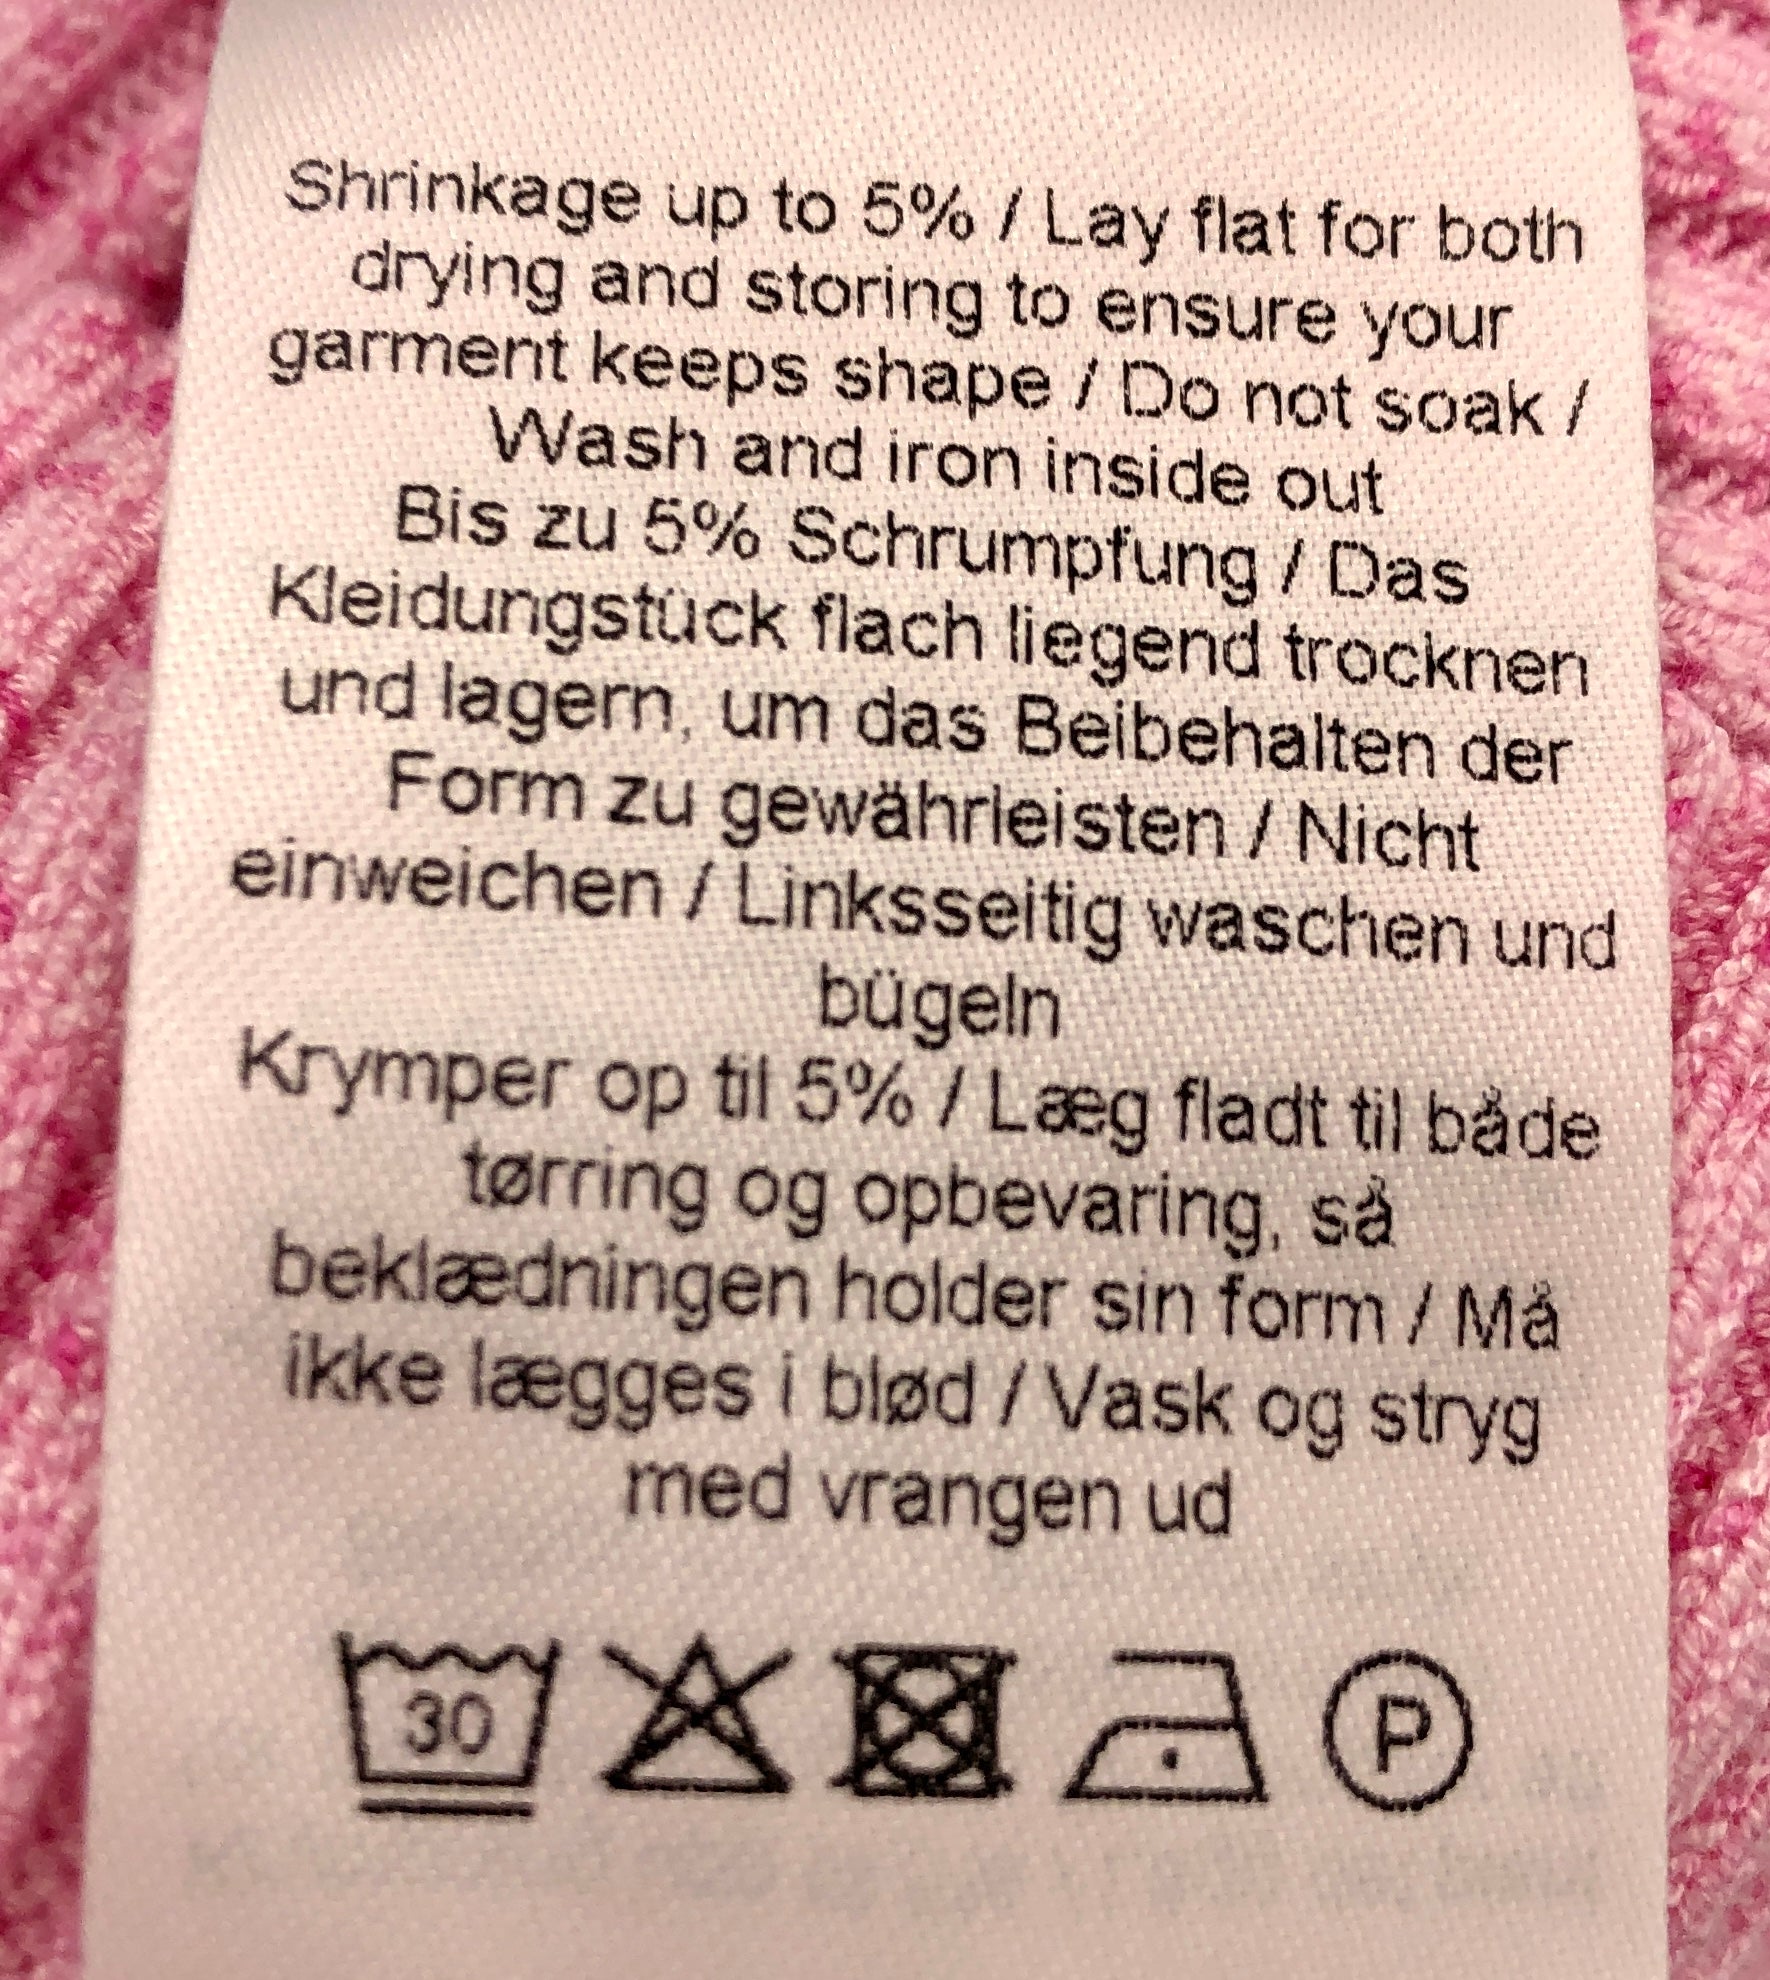 Shrinkage up to 5% / Lay flat for both
drying and storing to ensure your
garment keeps shape / Do not soak /
Wash and iron inside out
Bis zu 5% Schrumpfung / Das
Kleidungstück flach liegend trocknen
und lagern, um das Beibehalten der
Form zu gewährleisten / Nicht
einweichen / Linksseitig waschen und
bügeln
Krymper op til 5% / Læg fladt til både
tørring og opbevaring, så
beklædningen holder sin form / Må
ikke lægges i blød / Vask og stryg
med vrangen ud
30 P